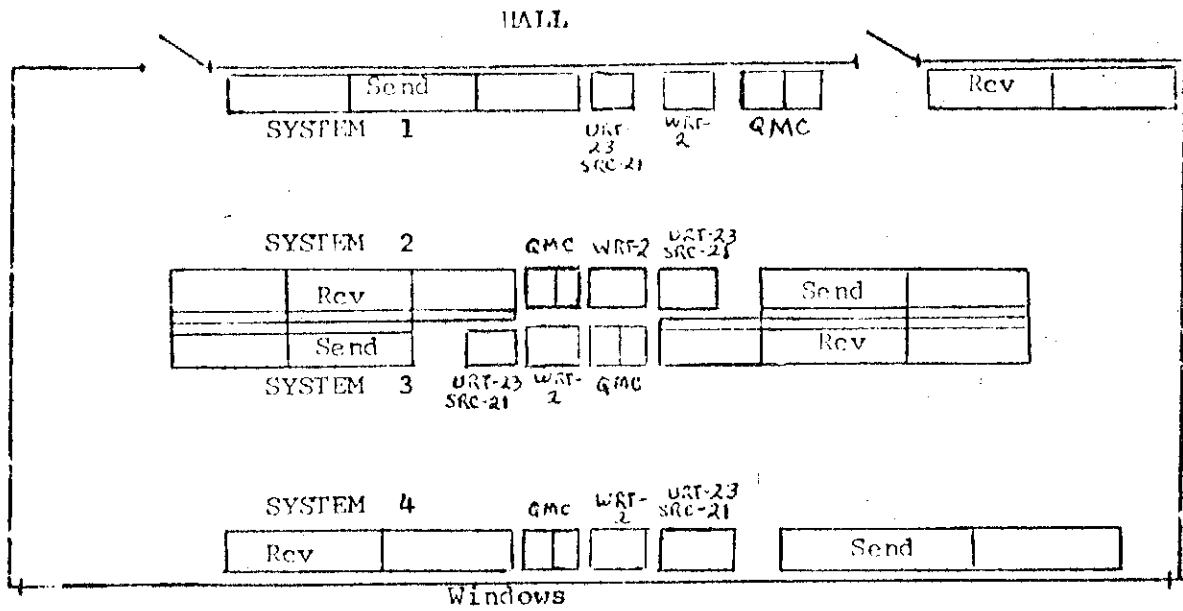 HALL
Send
Rcv
SYSTEM 1
URT-
23
SRC-21
WRT-
2
QMC
SYSTEM 2
QMC
WRT-2
URT-23
SRC-21
Rcv
Send
Send
Rcv
SYSTEM 3
URT-23
SRC-21
WRT-
2
QMC
SYSTEM 4
QMC
WRT-
2
URT-23
SRC-21
Rcv
Send
Windows